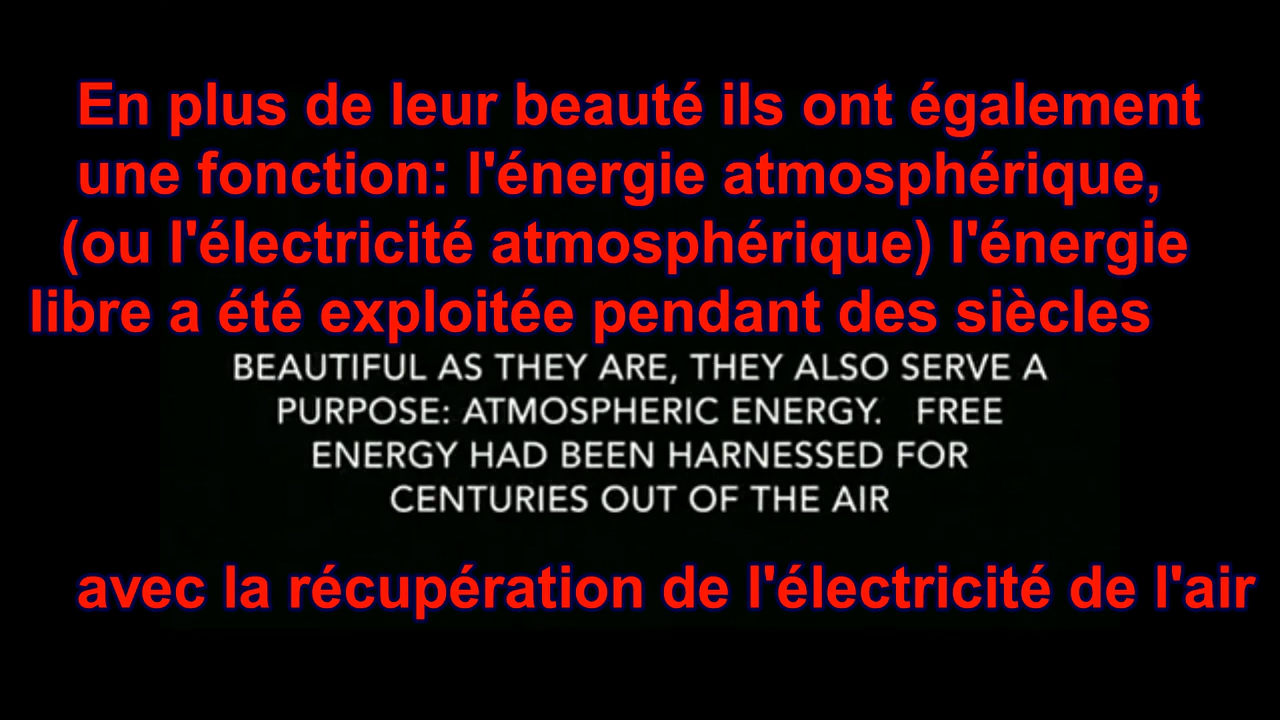 En plus de leur beauté ils ont également
une fonction: l'énergie atmosphérique,
(ou l'électricité atmosphérique) l'énergie
libre a été exploitée pendant des siècles
BEAUTIFUL AS THEY ARE, THEY ALSO SERVE A
PURPOSE: ATMOSPHERIC ENERGY. FREE
ENERGY HAD BEEN HARNESSED FOR
CENTURIES OUT OF THE AIR
avec la récupération de l'électricité de l'air